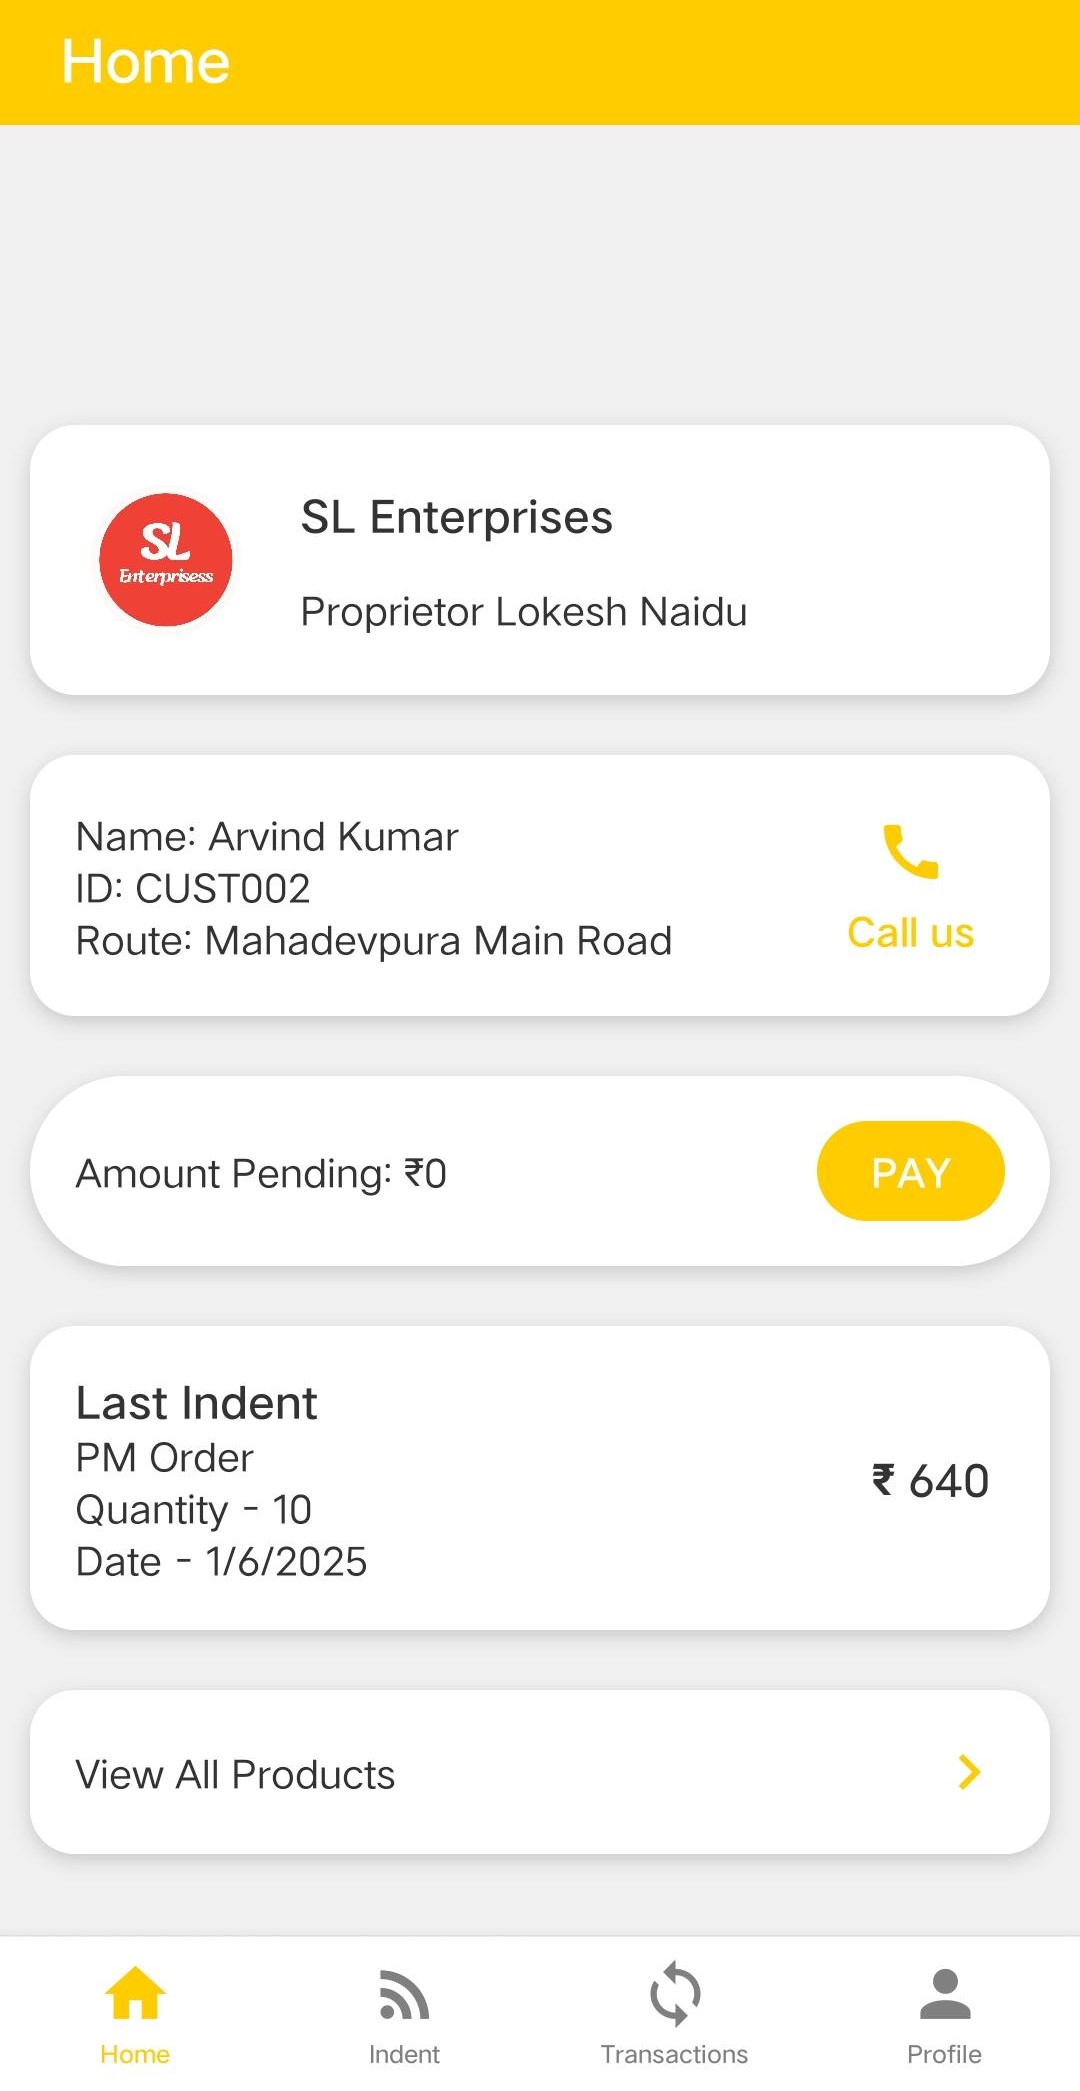 Home
SL
Enterprisess
SL Enterprises
Proprietor Lokesh Naidu
Name: Arvind Kumar
ID: CUST002
Route: Mahadevpura Main Road
Call us
Amount Pending: ₹0
PAY
Last Indent
PM Order
Quantity - 10
Date - 1/6/2025
₹ 640
View All Products
Home
Indent
Transactions
Profile